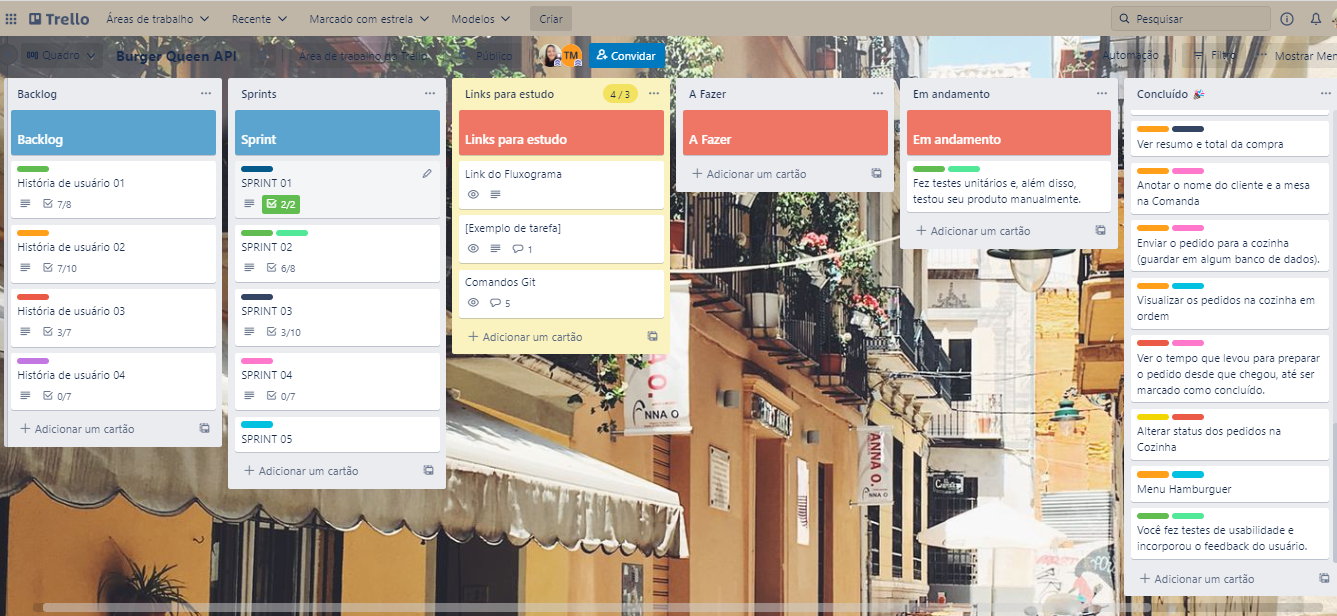 Trello
Áreas de trabalho
Recente
Marcado com estreia
Modelos
Criar
Pesquisar
Quadro
Burger Queen API
Área de trabalho do Trello
Público
TM
Convidar
Automação
Filtro
Mostrar Men
Backlog
Backlog
História de usuário 01
7/8
História de usuário 02
7/10
História de usuário 03
3/7
História de usuário 04
0/7
Adicionar um cartão
Sprints
Sprint
SPRINT 01
2/2
SPRINT 02
6/8
SPRINT 03
3/10
SPRINT 04
0/7
SPRINT 05
Adicionar um cartão
Links para estudo
4 / 3
Links para estudo
Link do Fluxograma
[Exemplo de tarefa]
1
Comandos Git
5
Adicionar um cartão
A Fazer
A Fazer
Adicionar um cartão
Em andamento
Em andamento
Fez testes unitários e, além disso,
testou seu produto manualmente.
Adicionar um cartão
Concluído
Ver resumo e total da compra
Anotar o nome do cliente e a mesa
na Comanda
Enviar o pedido para a cozinha
(guardar em algum banco de dados).
Visualizar os pedidos na cozinha em
ordem
Ver o tempo que levou para preparar
o pedido desde que chegou, até ser
marcado como concluído.
Alterar status dos pedidos na
Cozinha
Menu Hamburguer
Você fez testes de usabilidade e
incorporou o feedback do usuário.
Adicionar um cartão
ANNA O.
ANNA O.
NNA O